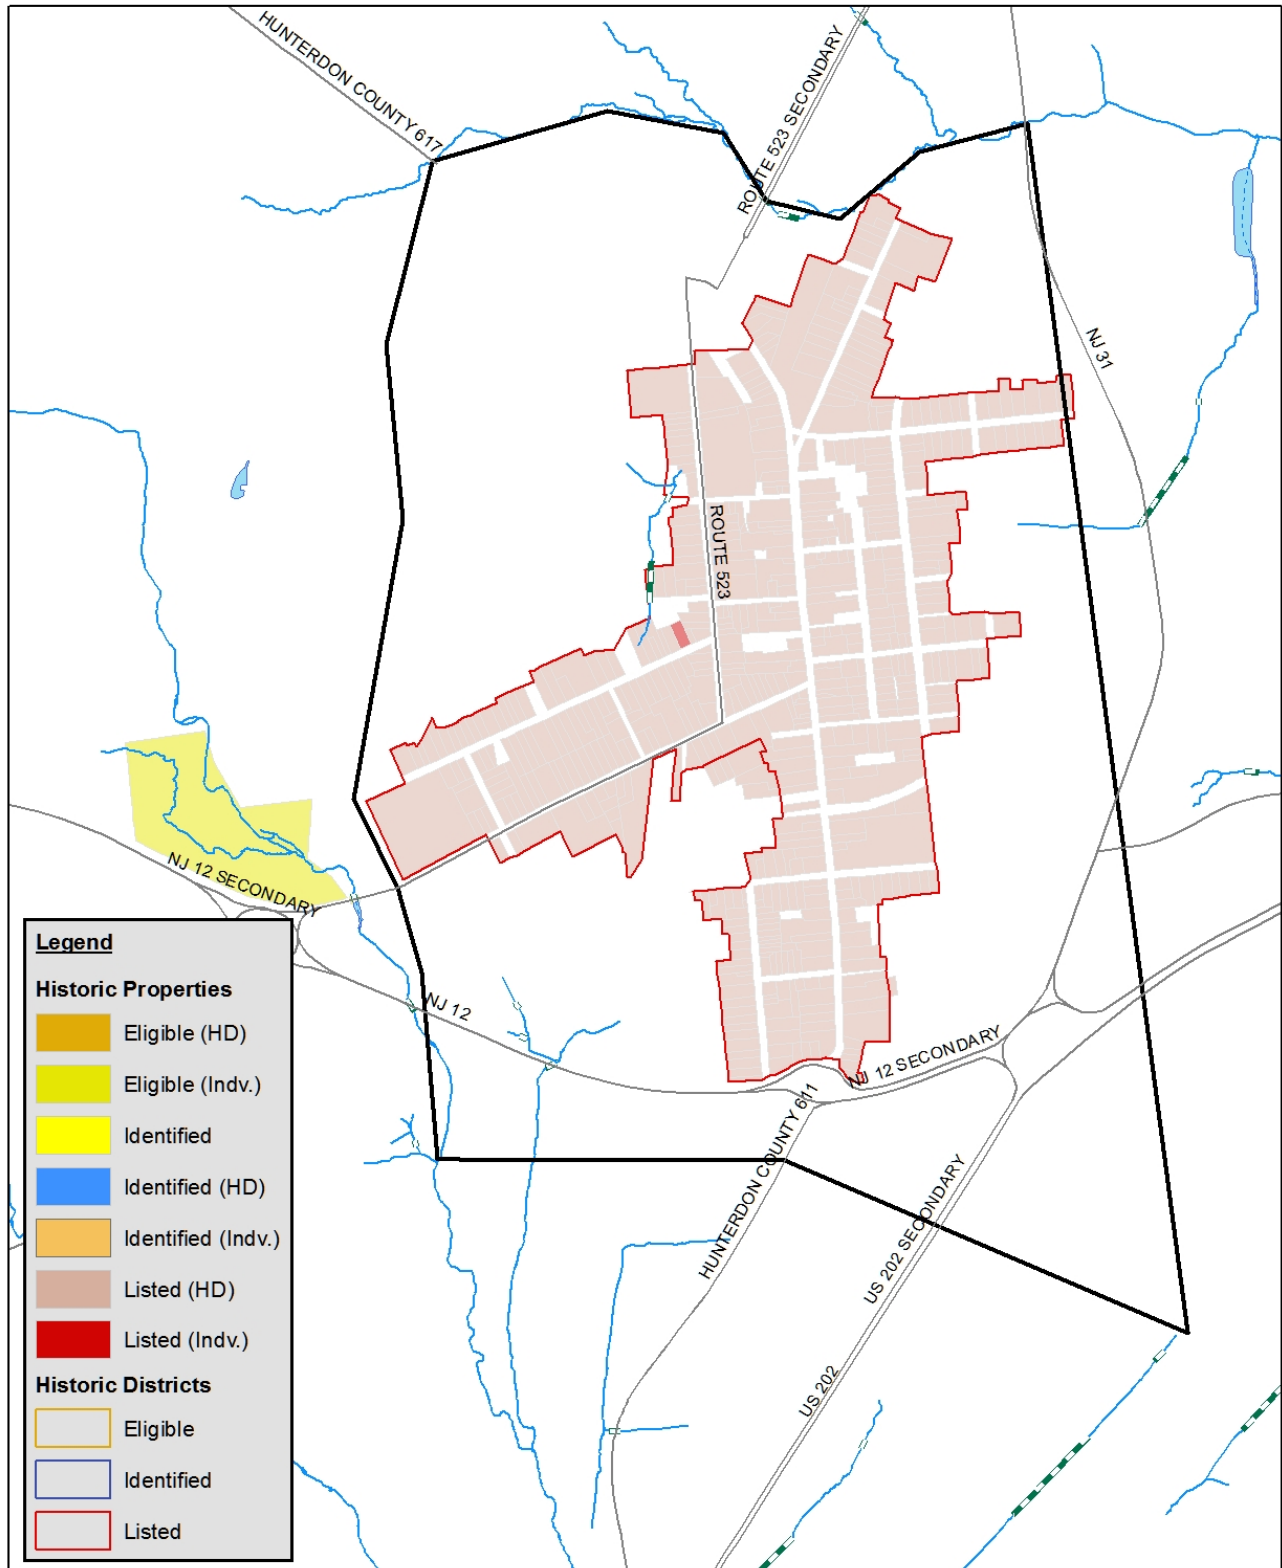 HUNTERDON COUNTY 617
ROUTE 523 SECONDARY
NJ 31
ROUTE 523
NJ 12 SECONDARY
NJ 12
NJ 12 SECONDARY
HUNTERDON COUNTY 611
US 202 SECONDARY
US 202
Legend
Historic Properties
Eligible (HD)
Eligible (Indv.)
Identified
Identified (HD)
Identified (Indv.)
Listed (HD)
Listed (Indv.)
Historic Districts
Eligible
Identified
Listed